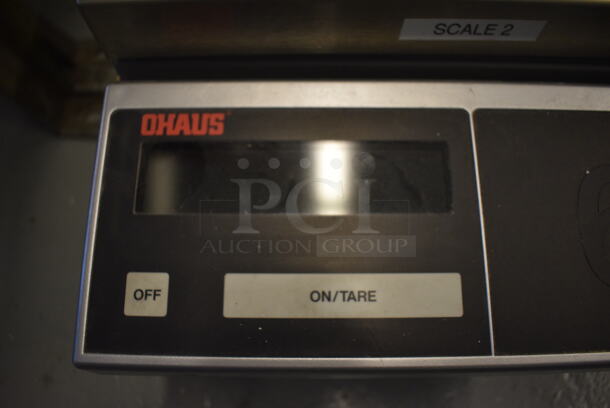 SCALE 2
OHAUS
PCI
AUCTION GROUP
OFF
ON/TARE